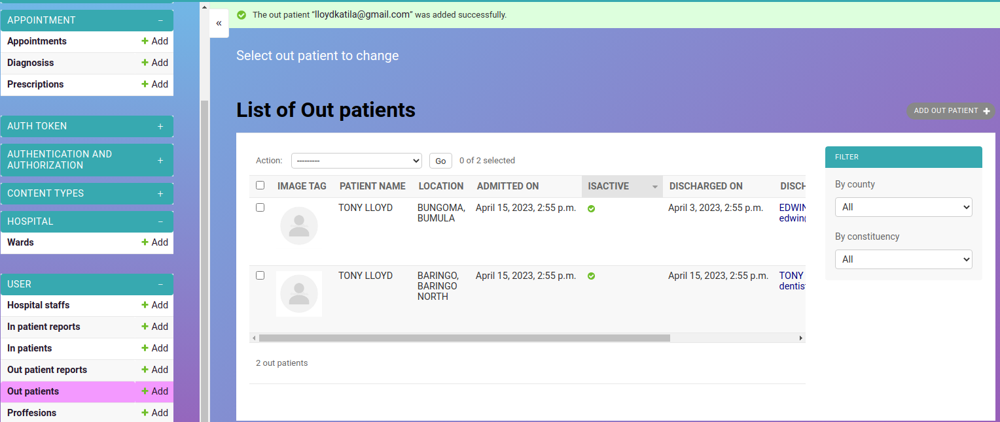 APPOINTMENT –
Appointments + Add
Diagnosiss + Add
Prescriptions + Add
AUTH TOKEN +
AUTHENTICATION AND
AUTHORIZATION +
CONTENT TYPES +
HOSPITAL –
Wards + Add
USER –
Hospital staffs + Add
In patient reports + Add
In patients + Add
Out patient reports + Add
Out patients + Add
Proffesions + Add
«
The out patient “lloydkatila@gmail.com” was added successfully.
Select out patient to change
List of Out patients
ADD OUT PATIENT +
Action: --------- Go 0 of 2 selected
IMAGE TAG PATIENT NAME LOCATION ADMITTED ON ISACTIVE DISCHARGED ON DISCH
TONY LLOYD BUNGOMA, April 15, 2023, 2:55 p.m. April 3, 2023, 2:55 p.m. EDWIN
BUMULA edwin(
TONY LLOYD BARINGO, April 15, 2023, 2:55 p.m. April 15, 2023, 2:55 p.m. TONY
BARINGO dentis
NORTH
2 out patients
FILTER
By county
All
By constituency
All